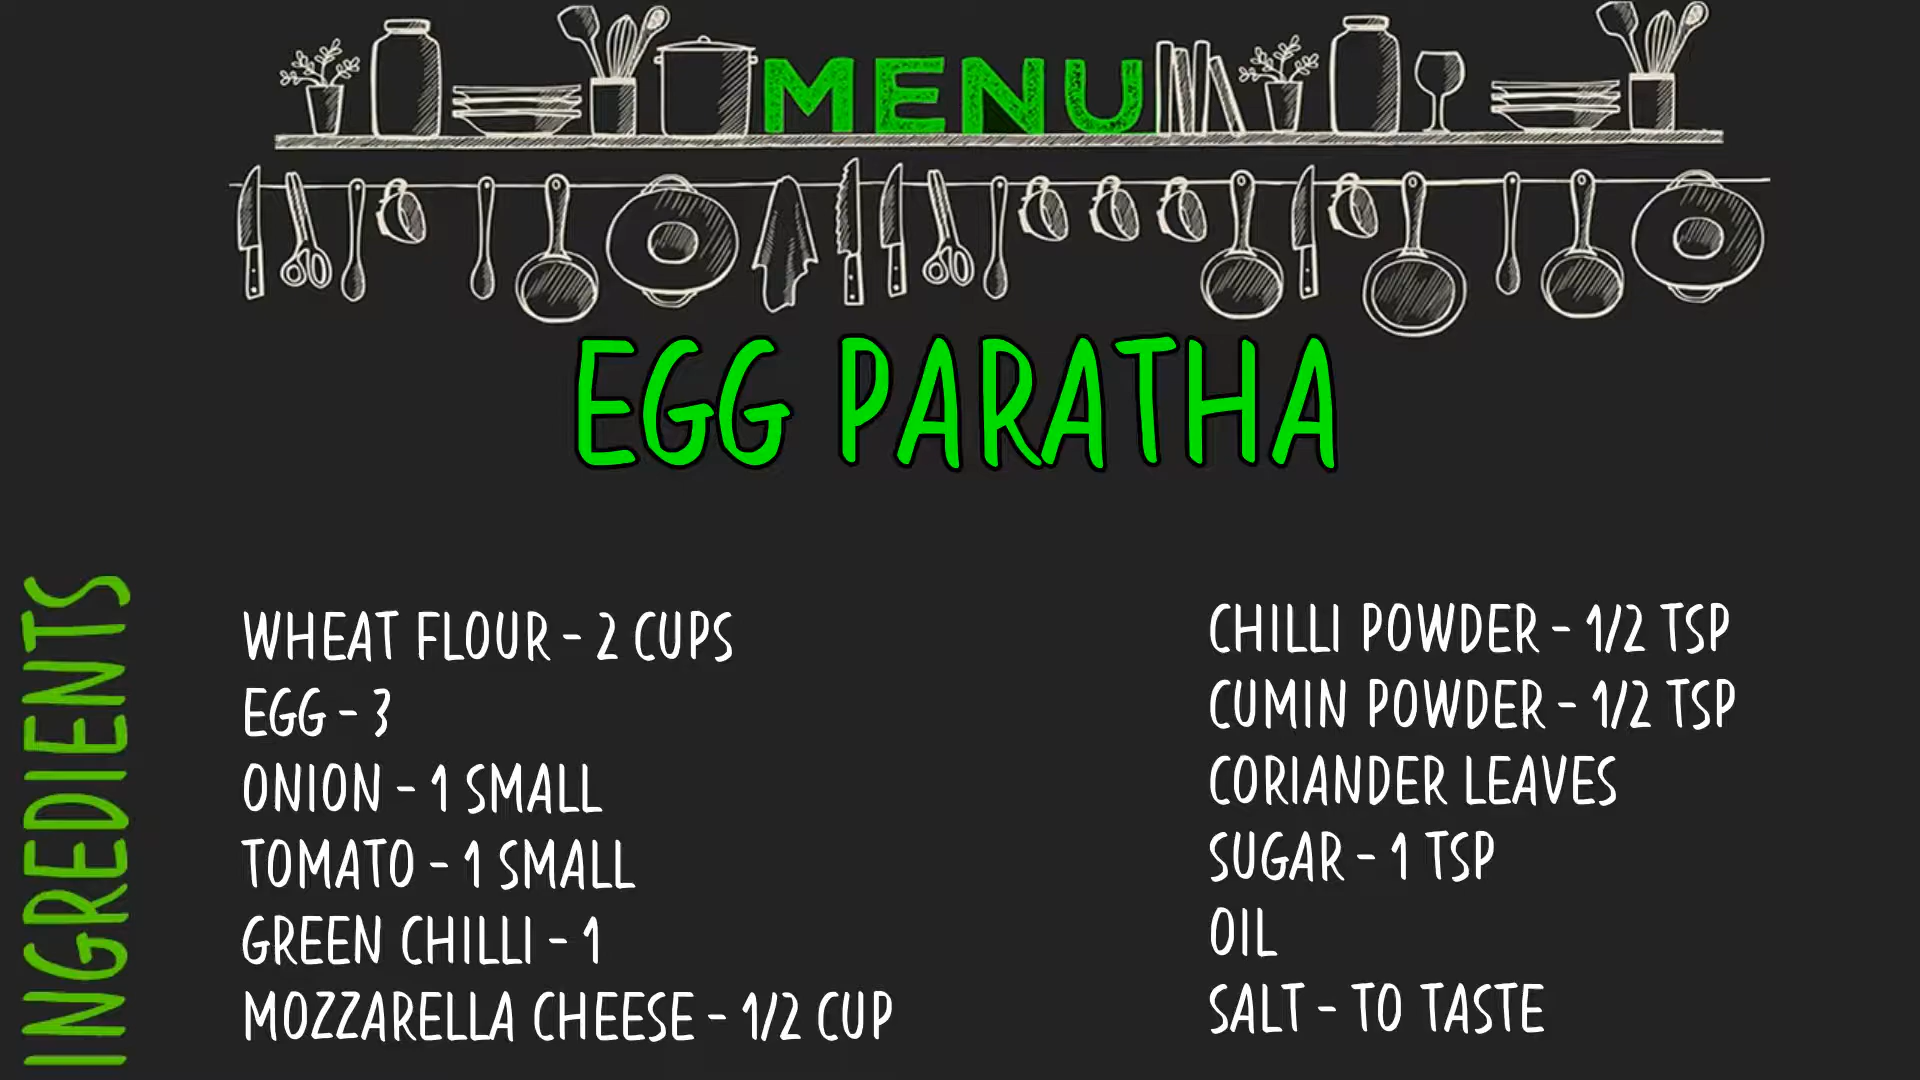 MENU
EGG PARATHA
INGREDIENTS
WHEAT FLOUR - 2 CUPS
EGG - 3
ONION - 1 SMALL
TOMATO - 1 SMALL
GREEN CHILLI - 1
MOZZARELLA CHEESE - 1/2 CUP
CHILLI POWDER - 1/2 TSP
CUMIN POWDER - 1/2 TSP
CORIANDER LEAVES
SUGAR - 1 TSP
OIL
SALT - TO TASTE